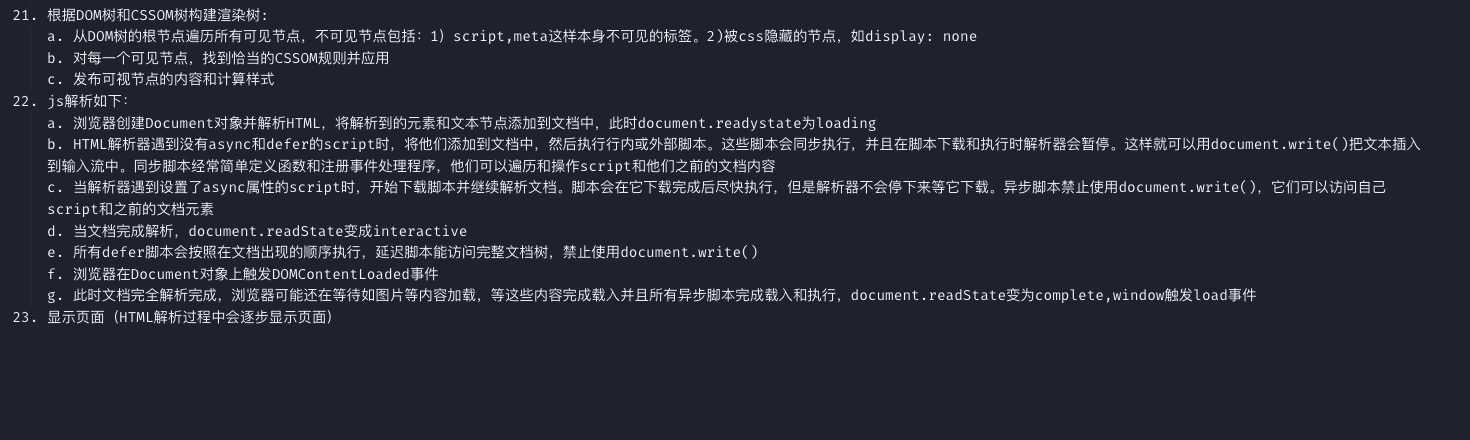 21. 根据DOM树和CSSOM树构建渲染树:
a. 从DOM树的根节点遍历所有可见节点，不可见节点包括：1）script,meta这样本身不可见的标签。2)被css隐藏的节点，如display: none
b. 对每一个可见节点，找到恰当的CSSOM规则并应用
c. 发布可视节点的内容和计算样式
22. js解析如下：
a. 浏览器创建Document对象并解析HTML，将解析到的元素和文本节点添加到文档中，此时document.readystate为loading
b. HTML解析器遇到没有async和defer的script时，将他们添加到文档中，然后执行行内或外部脚本。这些脚本会同步执行，并且在脚本下载和执行时解析器会暂停。这样就可以用document.write()把文本插入
到输入流中。同步脚本经常简单定义函数和注册事件处理程序，他们可以遍历和操作script和他们之前的文档内容
c. 当解析器遇到设置了async属性的script时，开始下载脚本并继续解析文档。脚本会在它下载完成后尽快执行，但是解析器不会停下来等它下载。异步脚本禁止使用document.write()，它们可以访问自己
script和之前的文档元素
d. 当文档完成解析，document.readState变成interactive
e. 所有defer脚本会按照在文档出现的顺序执行，延迟脚本能访问完整文档树，禁止使用document.write()
f. 浏览器在Document对象上触发DOMContentLoaded事件
g. 此时文档完全解析完成，浏览器可能还在等待如图片等内容加载，等这些内容完成载入并且所有异步脚本完成载入和执行，document.readState变为complete,window触发load事件
23. 显示页面（HTML解析过程中会逐步显示页面）